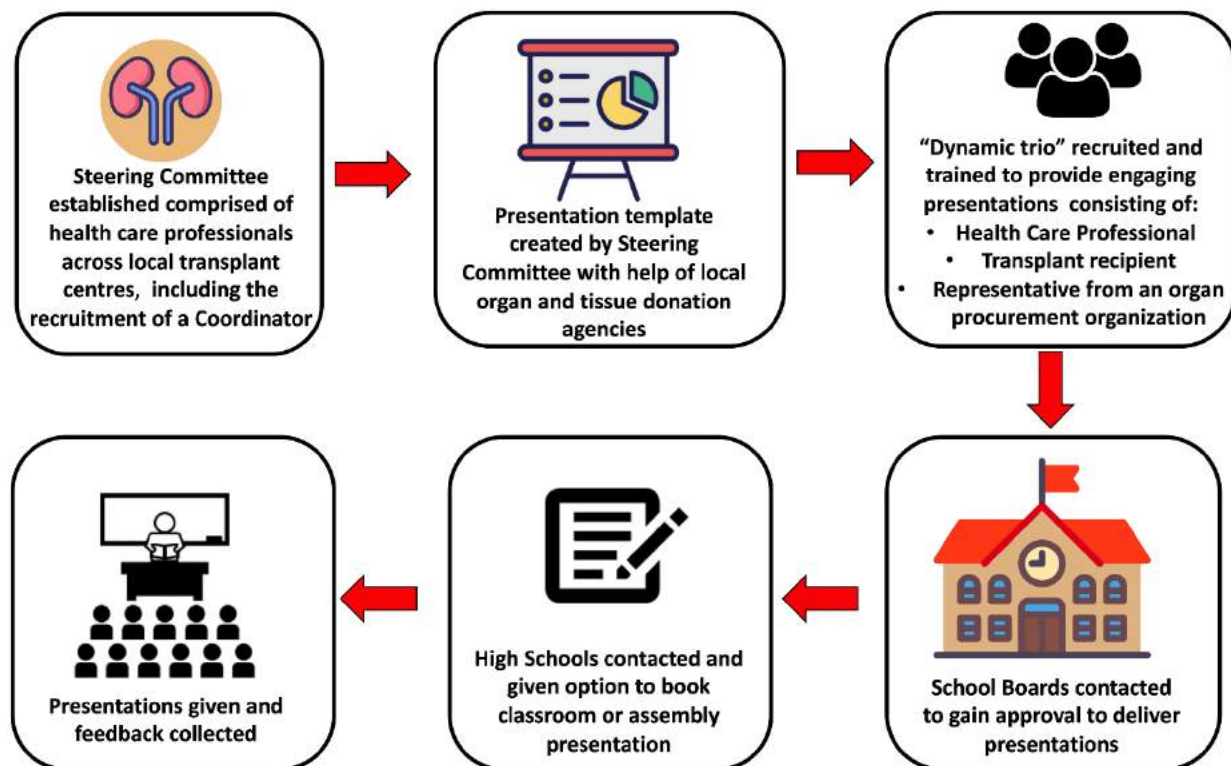 Steering Committee
established comprised of
health care professionals
across local transplant
centres, including the
recruitment of a Coordinator
Presentation template
created by Steering
Committee with help of local
organ and tissue donation
agencies
“Dynamic trio” recruited and
trained to provide engaging
presentations consisting of:
• Health Care Professional
• Transplant recipient
• Representative from an organ
procurement organization
School Boards contacted
to gain approval to deliver
presentations
High Schools contacted and
given option to book
classroom or assembly
presentation
Presentations given and
feedback collected